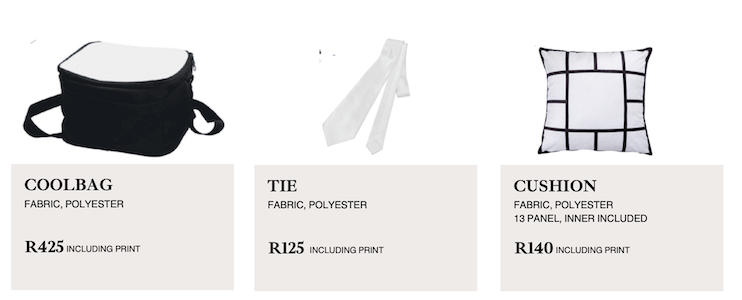 COOLBAG
FABRIC, POLYESTER
R425 INCLUDING PRINT
TIE
FABRIC, POLYESTER
R125 INCLUDING PRINT
CUSHION
FABRIC, POLYESTER
13 PANEL, INNER INCLUDED
R140 INCLUDING PRINT